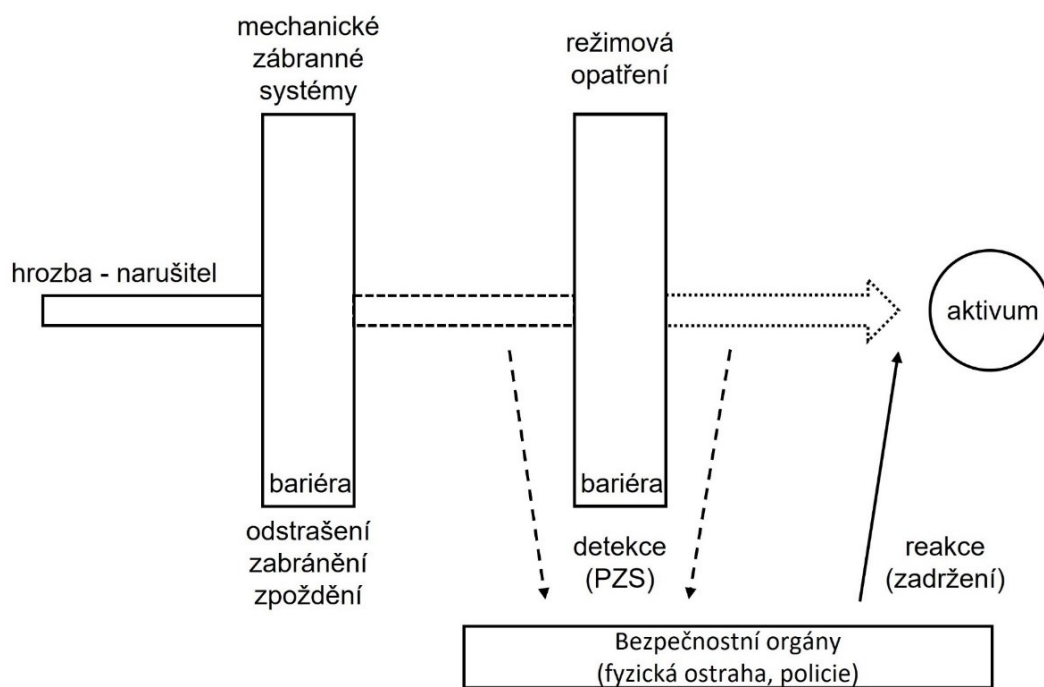 mechanické
zábranné
systémy
režimová
opatření
hrozba - narušitel
aktivum
bariéra
bariéra
odstrašení
zabránění
zpoždění
detekce
(PZS)
reakce
(zadržení)
Bezpečnostní orgány
(fyzická ostraha, policie)